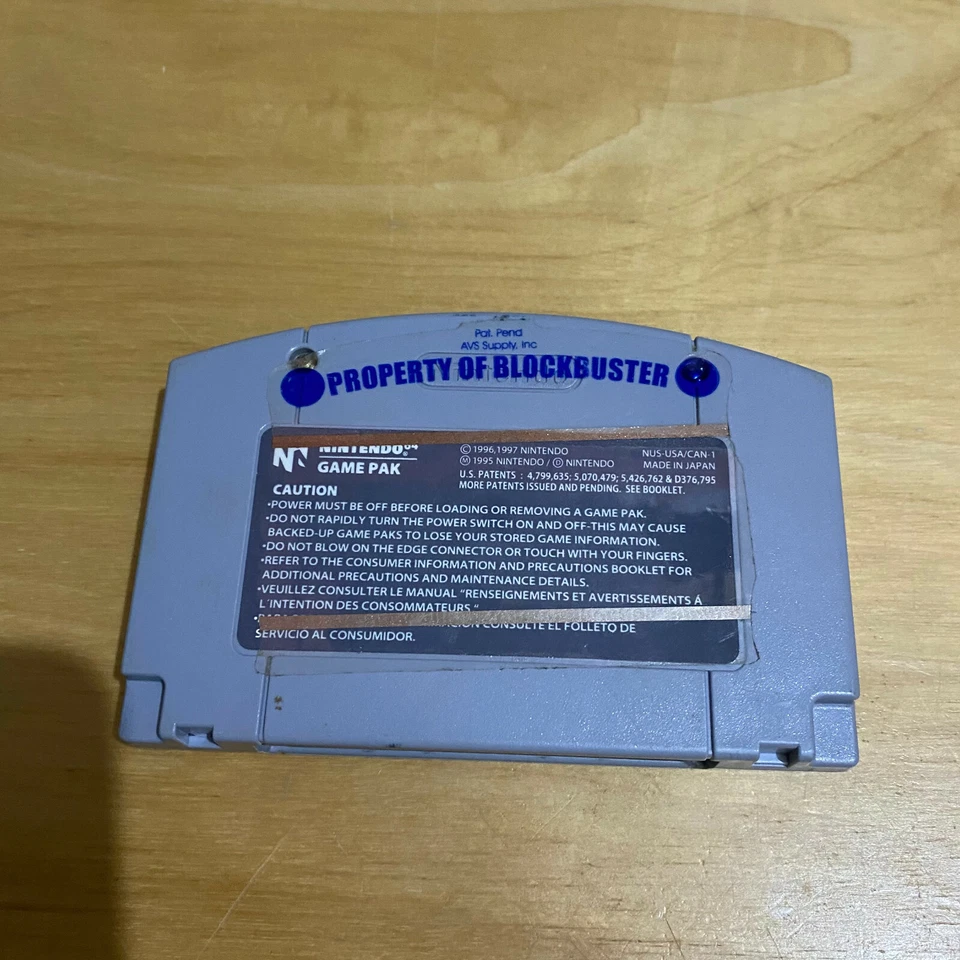 Pat. Pend
AVS Supply, Inc
PROPERTY OF BLOCKBUSTER
NINTENDO 64
GAME PAK
© 1996,1997 NINTENDO
Ⓜ 1995 NINTENDO / Ⓓ NINTENDO
NUS-USA/CAN-1
MADE IN JAPAN
U.S. PATENTS : 4,799,635; 5,070,479; 5,426,762 & D376,795
MORE PATENTS ISSUED AND PENDING. SEE BOOKLET.
CAUTION
•POWER MUST BE OFF BEFORE LOADING OR REMOVING A GAME PAK.
•DO NOT RAPIDLY TURN THE POWER SWITCH ON AND OFF-THIS MAY CAUSE
BACKED-UP GAME PAKS TO LOSE YOUR STORED GAME INFORMATION.
•DO NOT BLOW ON THE EDGE CONNECTOR OR TOUCH WITH YOUR FINGERS.
•REFER TO THE CONSUMER INFORMATION AND PRECAUTIONS BOOKLET FOR
ADDITIONAL PRECAUTIONS AND MAINTENANCE DETAILS.
•VEUILLEZ CONSULTER LE MANUAL "RENSEIGNEMENTS ET AVERTISSEMENTS Á
L'INTENTION DES CONSOMMATEURS "
CONSULTE EL FOLLETO DE
SERVICIO AL CONSUMIDOR.